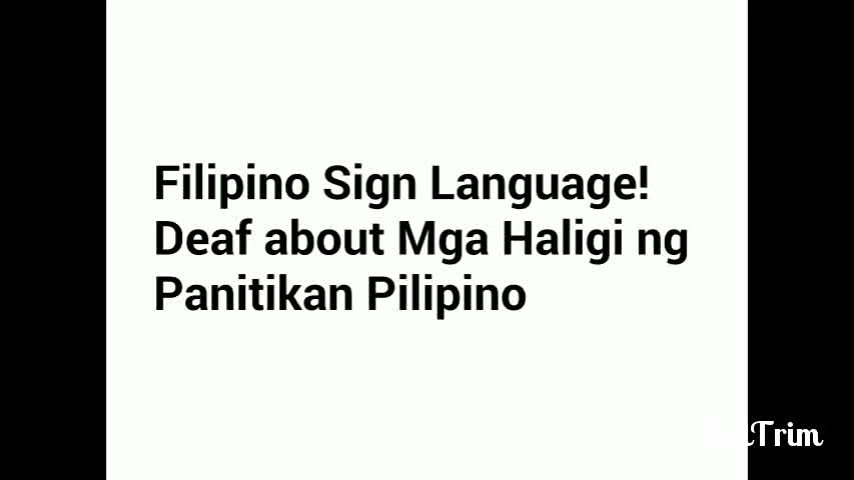 Filipino Sign Language!
Deaf about Mga Haligi ng
Panitikan Pilipino
Trim